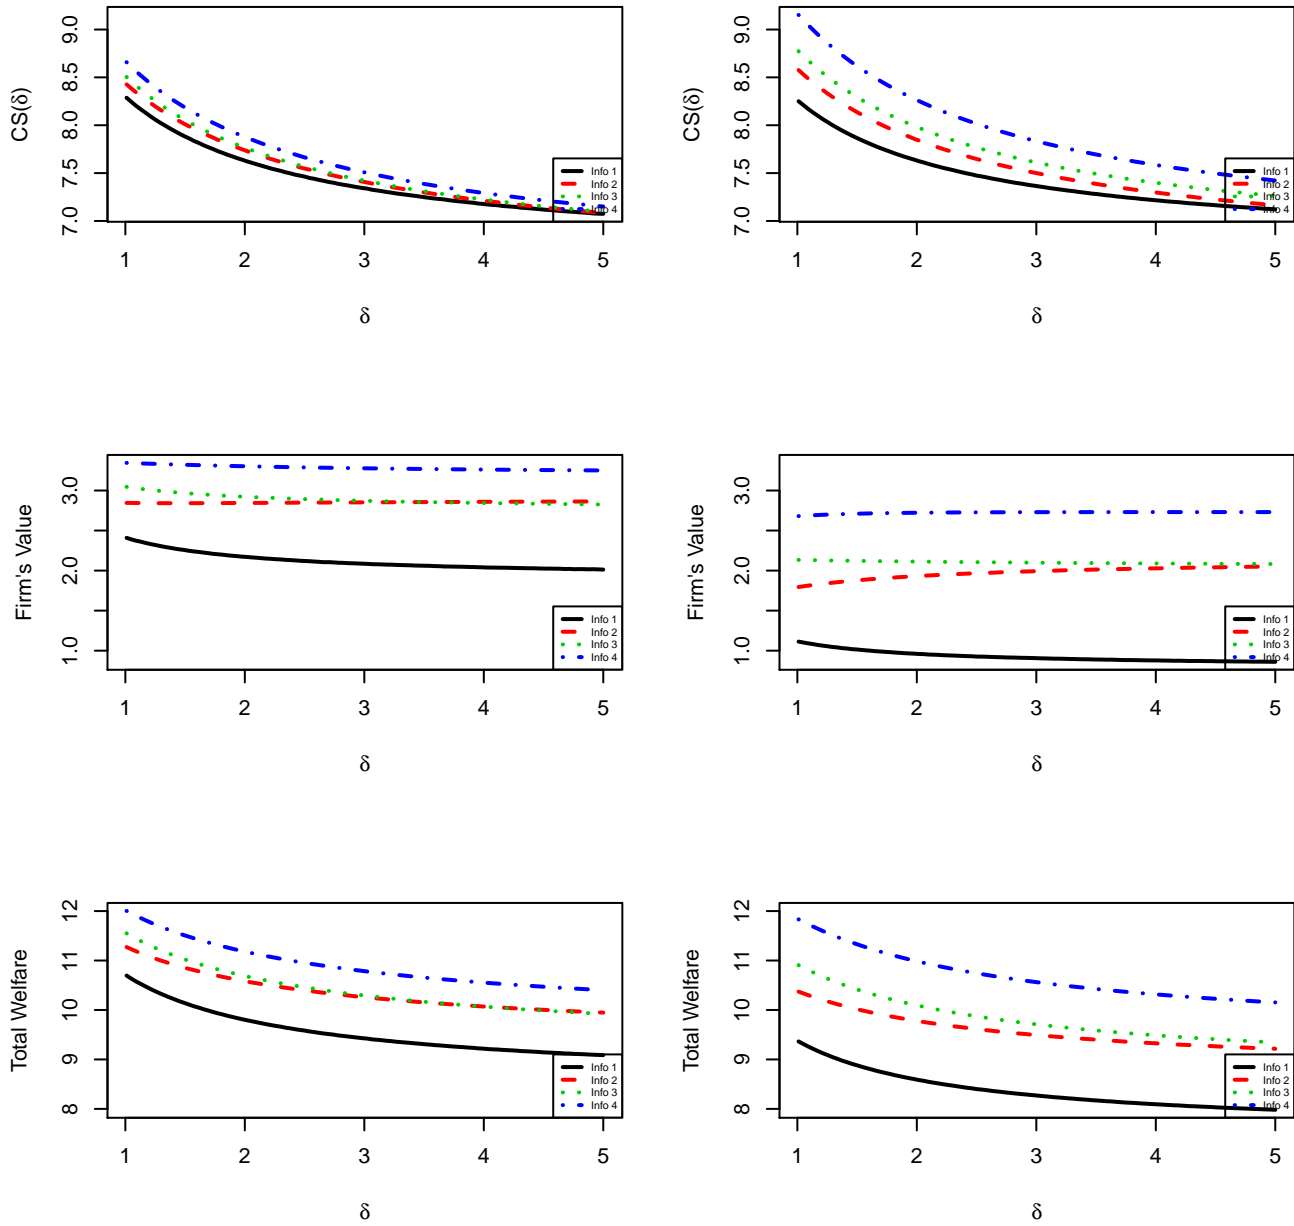 CS(δ)
9.0
8.5
8.0
7.5
7.0
Info 1
Info 2
Info 3
Info 4
1 2 3 4 5
δ
CS(δ)
9.0
8.5
8.0
7.5
7.0
Info 1
Info 2
Info 3
Info 4
1 2 3 4 5
δ
Firm's Value
3.0
2.0
1.0
Info 1
Info 2
Info 3
Info 4
1 2 3 4 5
δ
Firm's Value
3.0
2.0
1.0
Info 1
Info 2
Info 3
Info 4
1 2 3 4 5
δ
Total Welfare
12
11
10
9
8
Info 1
Info 2
Info 3
Info 4
1 2 3 4 5
δ
Total Welfare
12
11
10
9
8
Info 1
Info 2
Info 3
Info 4
1 2 3 4 5
δ